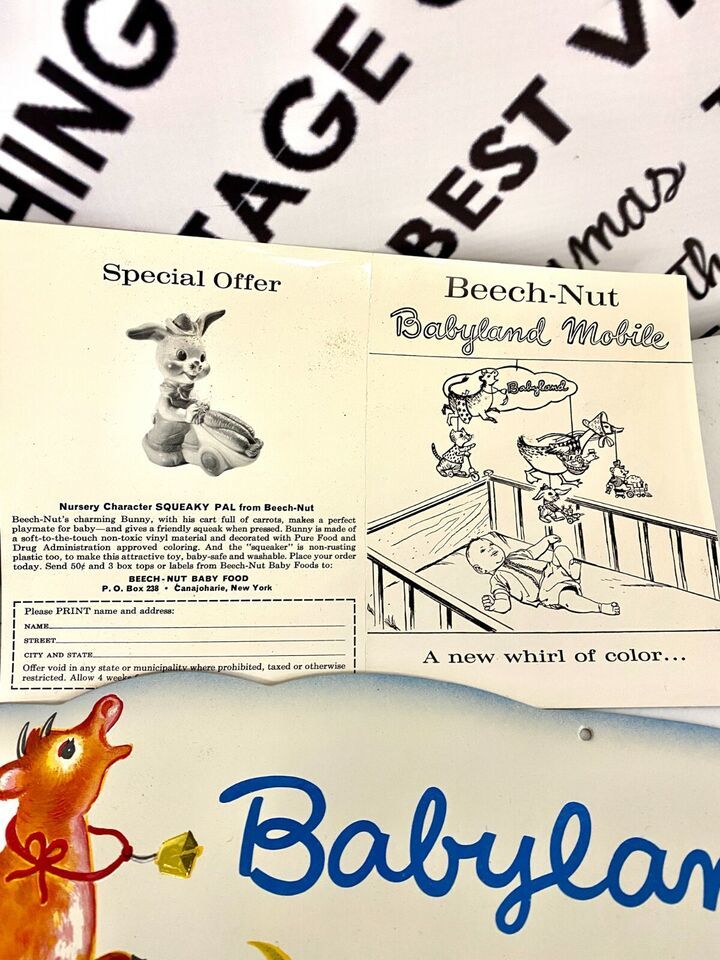 HING
TAGE
BEST
Special Offer
Nursery Character SQUEAKY PAL from Beech-Nut
Beech-Nut's charming Bunny, with his cart full of carrots, makes a perfect
playmate for baby—and gives a friendly squeak when pressed. Bunny is made of
a soft-to-the-touch non-toxic vinyl material and decorated with Pure Food and
Drug Administration approved coloring. And the "squeaker" is non-rusting
plastic too, to make this attractive toy, baby-safe and washable. Place your order
today. Send 50¢ and 3 box tops or labels from Beech-Nut Baby Foods to:
BEECH-NUT BABY FOOD
P. O. Box 238 • Canajoharie, New York
Please PRINT name and address:
NAME
STREET
CITY AND STATE
Offer void in any state or municipality where prohibited, taxed or otherwise
restricted. Allow 4 weeks
Beech-Nut
Babyland Mobile
Babyland
A new whirl of color...
Babylan